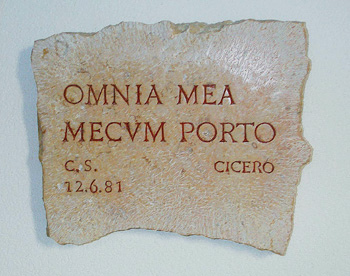 OMNIA MEA
MECVM PORTO
C. S. CICERO
12.6.81